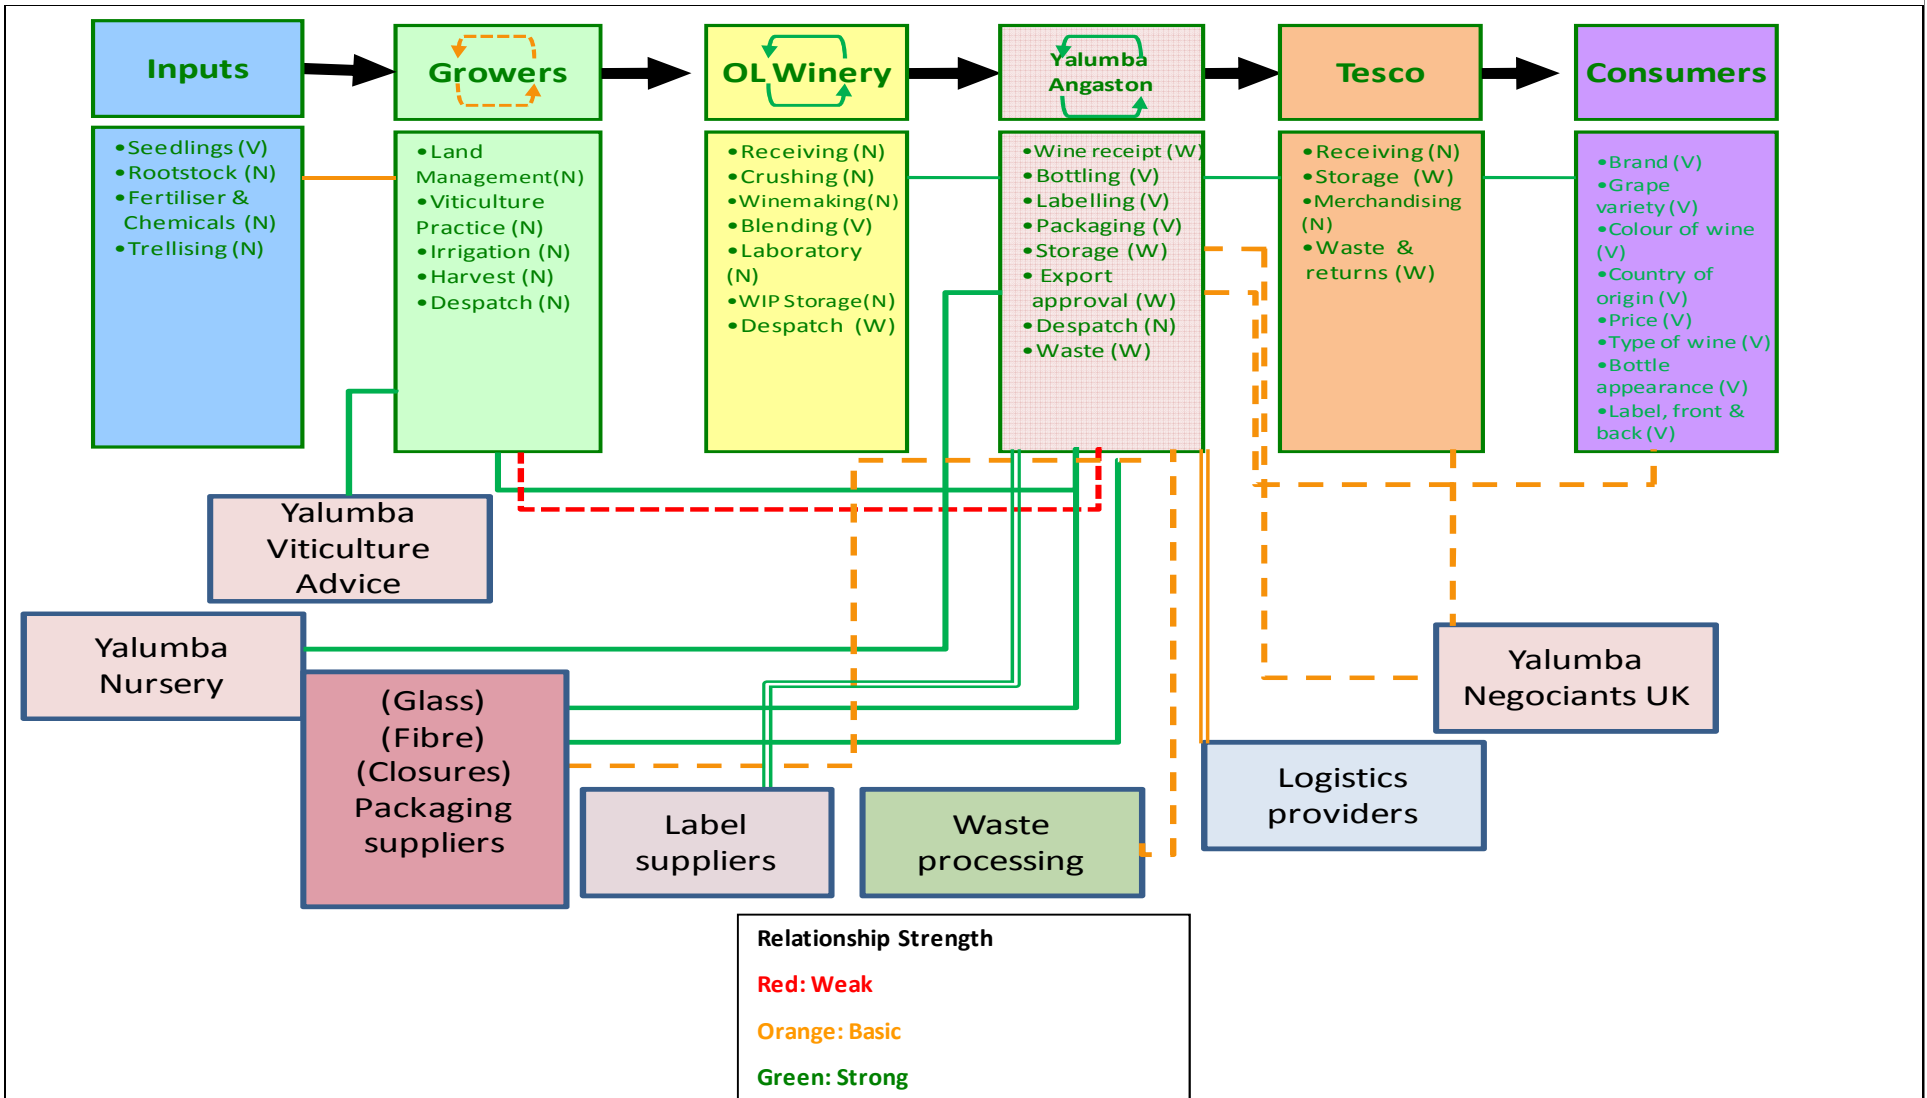 Inputs
Growers
OL Winery
Yalumba
Angaston
Tesco
Consumers
•Seedlings (V)
•Rootstock (N)
•Fertiliser &
Chemicals (N)
•Trellising (N)
•Land
Management(N)
•Viticulture
Practice (N)
•Irrigation (N)
•Harvest (N)
•Despatch (N)
•Receiving (N)
•Crushing (N)
•Winemaking(N)
•Blending (V)
•Laboratory
(N)
•WIP Storage(N)
•Despatch (W)
•Wine receipt (W)
•Bottling (V)
•Labelling (V)
•Packaging (V)
•Storage (W)
• Export
approval (W)
•Despatch (N)
•Waste (W)
•Receiving (N)
•Storage (W)
•Merchandising
(N)
•Waste &
returns (W)
•Brand (V)
•Grape
variety (V)
•Colour of wine
(V)
•Country of
origin (V)
•Price (V)
•Type of wine (V)
•Bottle
appearance (V)
•Label, front &
back (V)
Yalumba
Viticulture
Advice
Yalumba
Nursery
(Glass)
(Fibre)
(Closures)
Packaging
suppliers
Label
suppliers
Waste
processing
Logistics
providers
Yalumba
Negociants UK
Relationship Strength
Red: Weak
Orange: Basic
Green: Strong